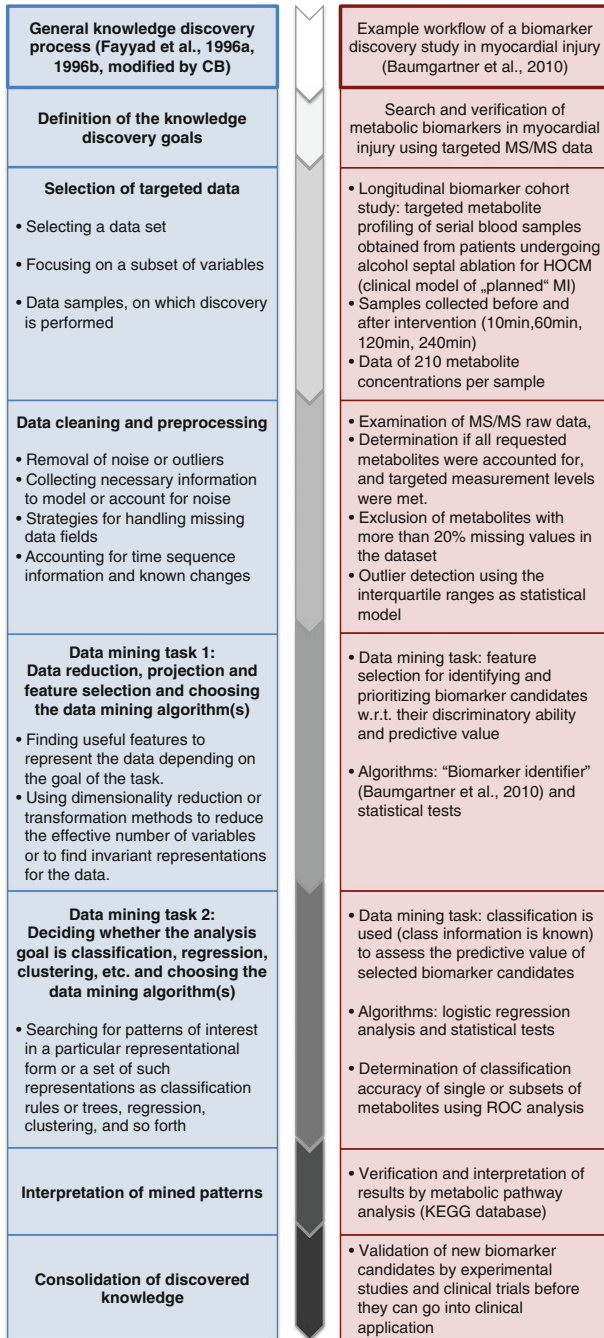 General knowledge discovery
process (Fayyad et al., 1996a,
1996b, modified by CB)
Example workflow of a biomarker
discovery study in myocardial injury
(Baumgartner et al., 2010)
Definition of the knowledge
discovery goals
Search and verification of
metabolic biomarkers in myocardial
injury using targeted MS/MS data
Selection of targeted data
• Selecting a data set
• Focusing on a subset of variables
• Data samples, on which discovery
is performed
• Longitudinal biomarker cohort
study: targeted metabolite
profiling of serial blood samples
obtained from patients undergoing
alcohol septal ablation for HOCM
(clinical model of „planned“ MI)
• Samples collected before and
after intervention (10min,60min,
120min, 240min)
• Data of 210 metabolite
concentrations per sample
Data cleaning and preprocessing
• Removal of noise or outliers
• Collecting necessary information
to model or account for noise
• Strategies for handling missing
data fields
• Accounting for time sequence
information and known changes
• Examination of MS/MS raw data,
• Determination if all requested
metabolites were accounted for,
and targeted measurement levels
were met.
• Exclusion of metabolites with
more than 20% missing values in
the dataset
• Outlier detection using the
interquartile ranges as statistical
model
Data mining task 1:
Data reduction, projection and
feature selection and choosing
the data mining algorithm(s)
• Finding useful features to
represent the data depending on
the goal of the task.
• Using dimensionality reduction or
transformation methods to reduce
the effective number of variables
or to find invariant representations
for the data.
• Data mining task: feature
selection for identifying and
prioritizing biomarker candidates
w.r.t. their discriminatory ability
and predictive value
• Algorithms: “Biomarker identifier”
(Baumgartner et al., 2010) and
statistical tests
Data mining task 2:
Deciding whether the analysis
goal is classification, regression,
clustering, etc. and choosing the
data mining algorithm(s)
• Searching for patterns of interest
in a particular representational
form or a set of such
representations as classification
rules or trees, regression,
clustering, and so forth
• Data mining task: classification is
used (class information is known)
to assess the predictive value of
selected biomarker candidates
• Algorithms: logistic regression
analysis and statistical tests
• Determination of classification
accuracy of single or subsets of
metabolites using ROC analysis
Interpretation of mined patterns
• Verification and interpretation of
results by metabolic pathway
analysis (KEGG database)
Consolidation of discovered
knowledge
• Validation of new biomarker
candidates by experimental
studies and clinical trials before
they can go into clinical
application